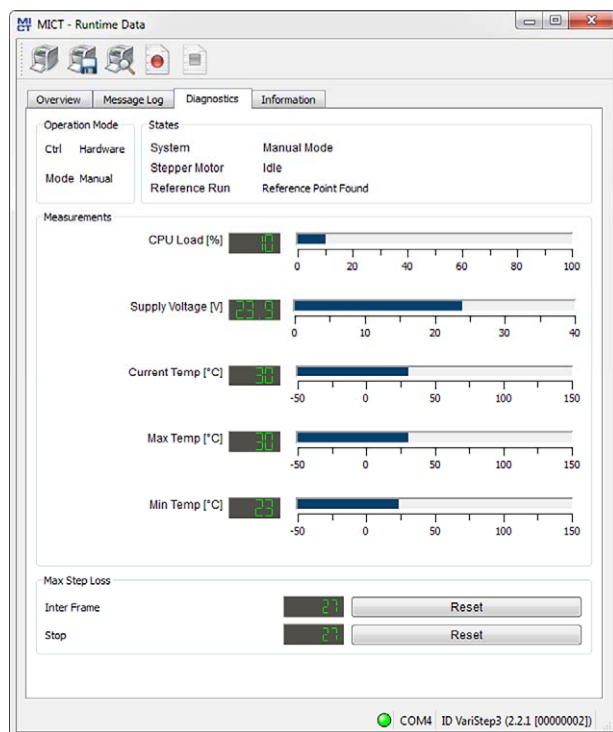 MICT MICT - Runtime Data
Overview Message Log Diagnostics Information
Operation Mode
Ctrl Hardware
Mode Manual
States
System Manual Mode
Stepper Motor Idle
Reference Run Reference Point Found
Measurements
CPU Load [%] 10
0 20 40 60 80 100
Supply Voltage [V] 23.9
0 10 20 30 40
Current Temp [°C] 30
-50 0 50 100 150
Max Temp [°C] 30
-50 0 50 100 150
Min Temp [°C] 23
-50 0 50 100 150
Max Step Loss
Inter Frame 27 Reset
Stop 27 Reset
COM4 ID VariStep3 (2.2.1 [00000002])